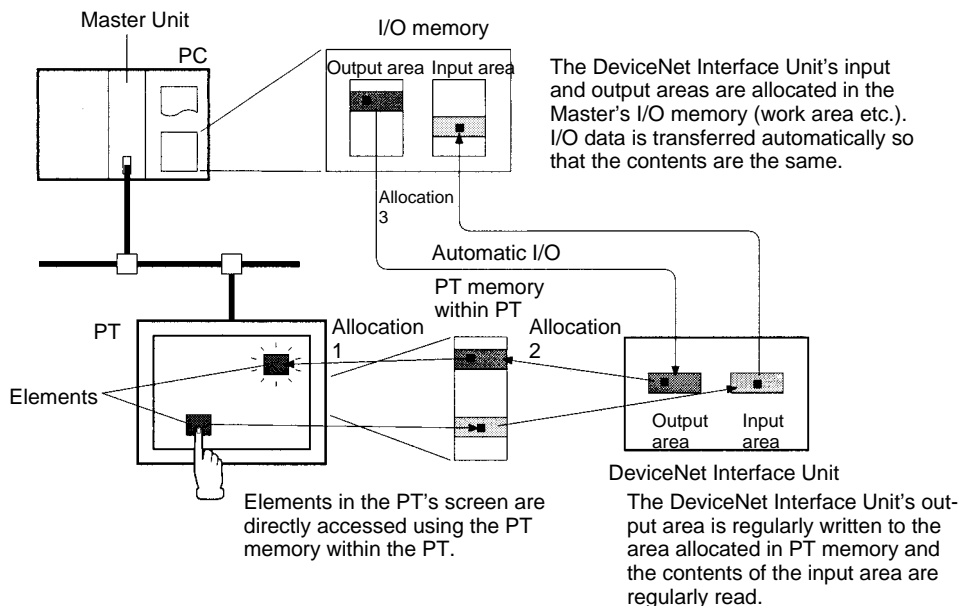 Master Unit
PC
I/O memory
Output area
Input area
The DeviceNet Interface Unit's input
and output areas are allocated in the
Master's I/O memory (work area etc.).
I/O data is transferred automatically so
that the contents are the same.
Allocation
3
Automatic I/O
PT memory
within PT
PT
Allocation
1
Allocation
2
Elements
Output
area
Input
area
DeviceNet Interface Unit
Elements in the PT's screen are
directly accessed using the PT
memory within the PT.
The DeviceNet Interface Unit's out-
put area is regularly written to the
area allocated in PT memory and
the contents of the input area are
regularly read.